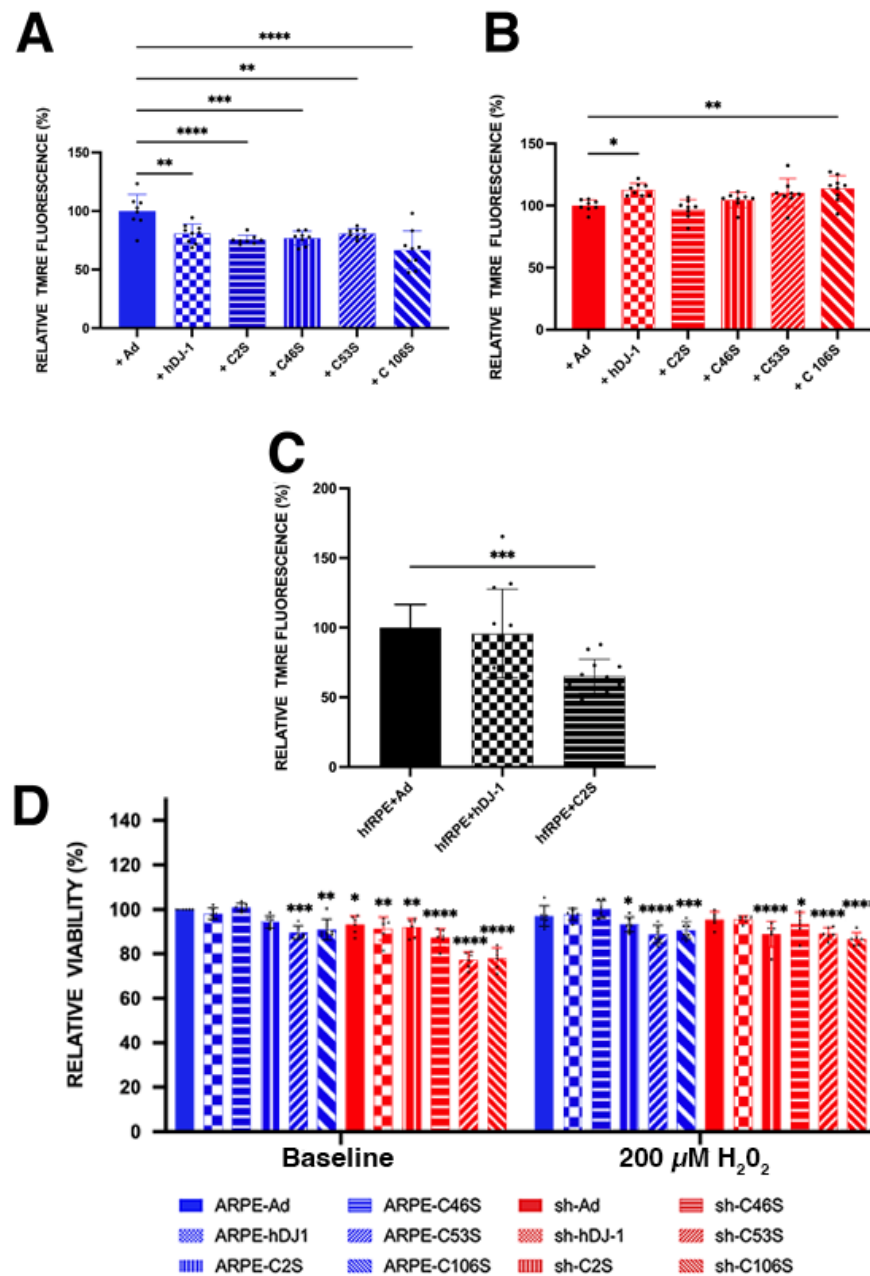 A
B
****
**
***
****
**
RELATIVE TMRE FLUORESCENCE (%)
150
100
50
0
+ Ad
+ hDJ-1
+ C2S
+ C46S
+ C53S
+ C 106S
**
*
RELATIVE TMRE FLUORESCENCE (%)
150
100
50
0
+ Ad
+ hDJ-1
+ C2S
+ C46S
+ C53S
+ C 106S
C
RELATIVE TMRE FLUORESCENCE (%)
200
150
100
50
0
***
hfRPE+Ad
hfRPE+hDJ-1
hfRPE+C2S
D
RELATIVE VIABILITY (%)
140
120
100
80
60
40
20
0
*** ** * ** ** **** **** ****
* **** *** **** * **** ****
Baseline
200 µM H₂0₂
ARPE-Ad ARPE-C46S sh-Ad sh-C46S
ARPE-hDJ1 ARPE-C53S sh-hDJ-1 sh-C53S
ARPE-C2S ARPE-C106S sh-C2S sh-C106S